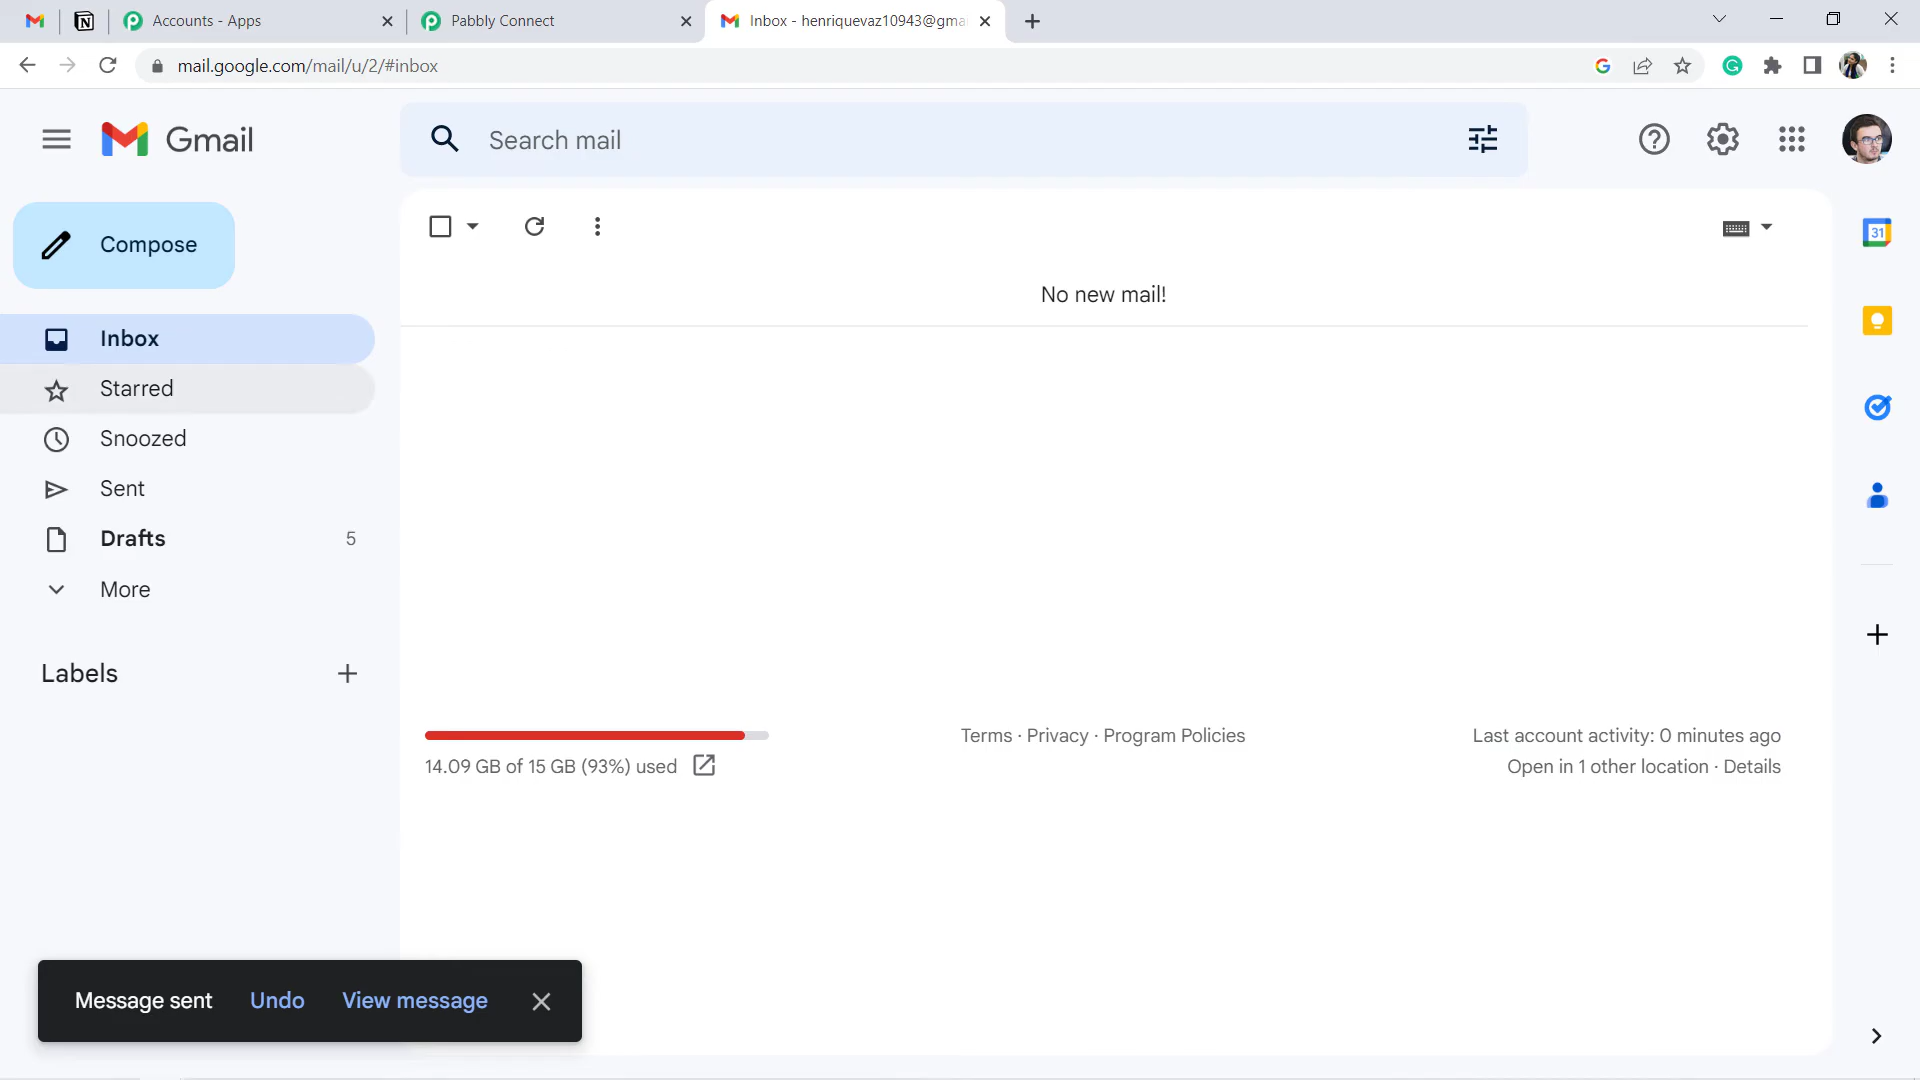 Accounts - Apps
Pabbly Connect
Inbox - henriquevaz10943@gma
mail.google.com/mail/u/2/#inbox
Gmail
Search mail
Compose
No new mail!
Inbox
Starred
Snoozed
Sent
Drafts 5
More
Labels
31
14.09 GB of 15 GB (93%) used
Terms · Privacy · Program Policies
Last account activity: 0 minutes ago
Open in 1 other location · Details
Message sent Undo View message